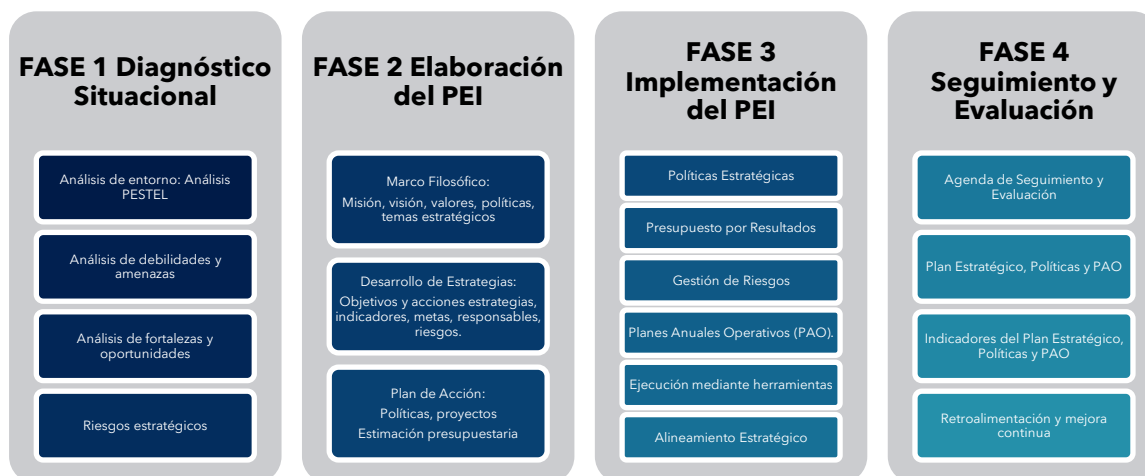 FASE 1 Diagnóstico
Situacional
Análisis de entorno: Análisis
PESTEL
Análisis de debilidades y
amenazas
Análisis de fortalezas y
oportunidades
Riesgos estratégicos
FASE 2 Elaboración
del PEI
Marco Filosófico:
Misión, visión, valores, políticas,
temas estratégicos
Desarrollo de Estrategias:
Objetivos y acciones estrategias,
indicadores, metas, responsables,
riesgos.
Plan de Acción:
Políticas, proyectos
Estimación presupuestaria
FASE 3
Implementación
del PEI
Políticas Estratégicas
Presupuesto por Resultados
Gestión de Riesgos
Planes Anuales Operativos (PAO).
Ejecución mediante herramientas
Alineamiento Estratégico
FASE 4
Seguimiento y
Evaluación
Agenda de Seguimiento y
Evaluación
Plan Estratégico, Políticas y PAO
Indicadores del Plan Estratégico,
Políticas y PAO
Retroalimentación y mejora
continua